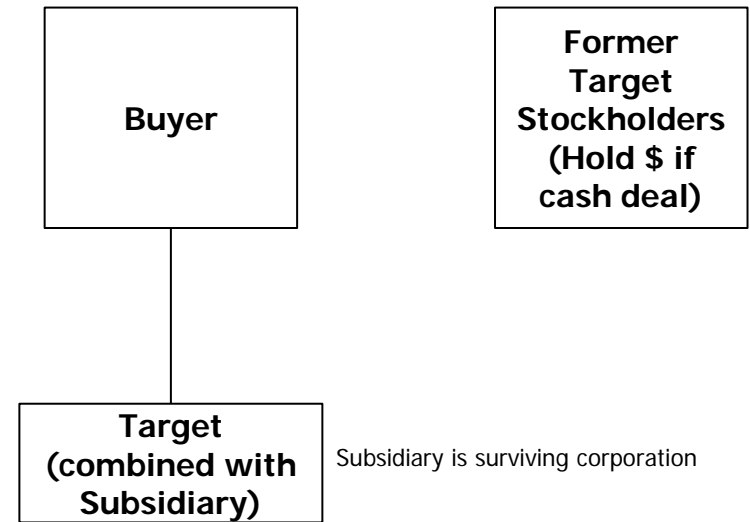 Buyer
Former
Target
Stockholders
(Hold $ if
cash deal)
Target
(combined with
Subsidiary)
Subsidiary is surviving corporation